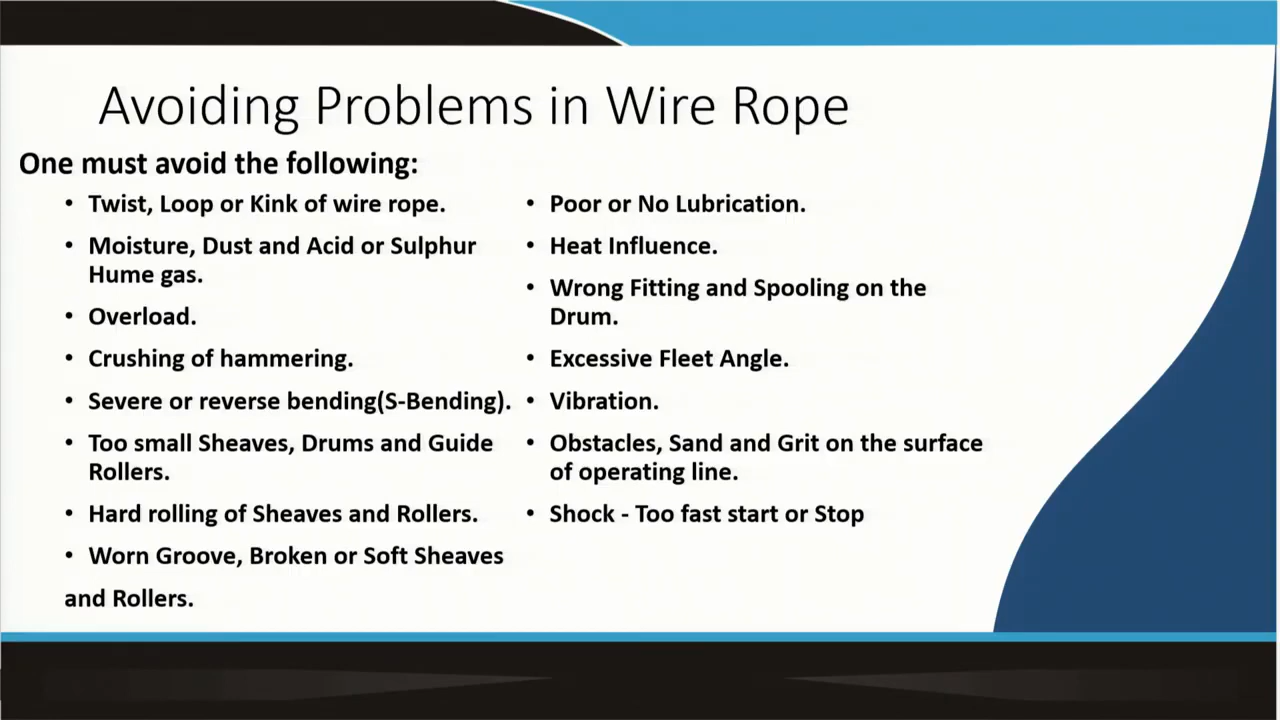 Avoiding Problems in Wire Rope
One must avoid the following:
• Twist, Loop or Kink of wire rope.
• Moisture, Dust and Acid or Sulphur
Hume gas.
• Overload.
• Crushing of hammering.
• Severe or reverse bending(S-Bending).
• Too small Sheaves, Drums and Guide
Rollers.
• Hard rolling of Sheaves and Rollers.
• Worn Groove, Broken or Soft Sheaves
and Rollers.
• Poor or No Lubrication.
• Heat Influence.
• Wrong Fitting and Spooling on the
Drum.
• Excessive Fleet Angle.
• Vibration.
• Obstacles, Sand and Grit on the surface
of operating line.
• Shock - Too fast start or Stop